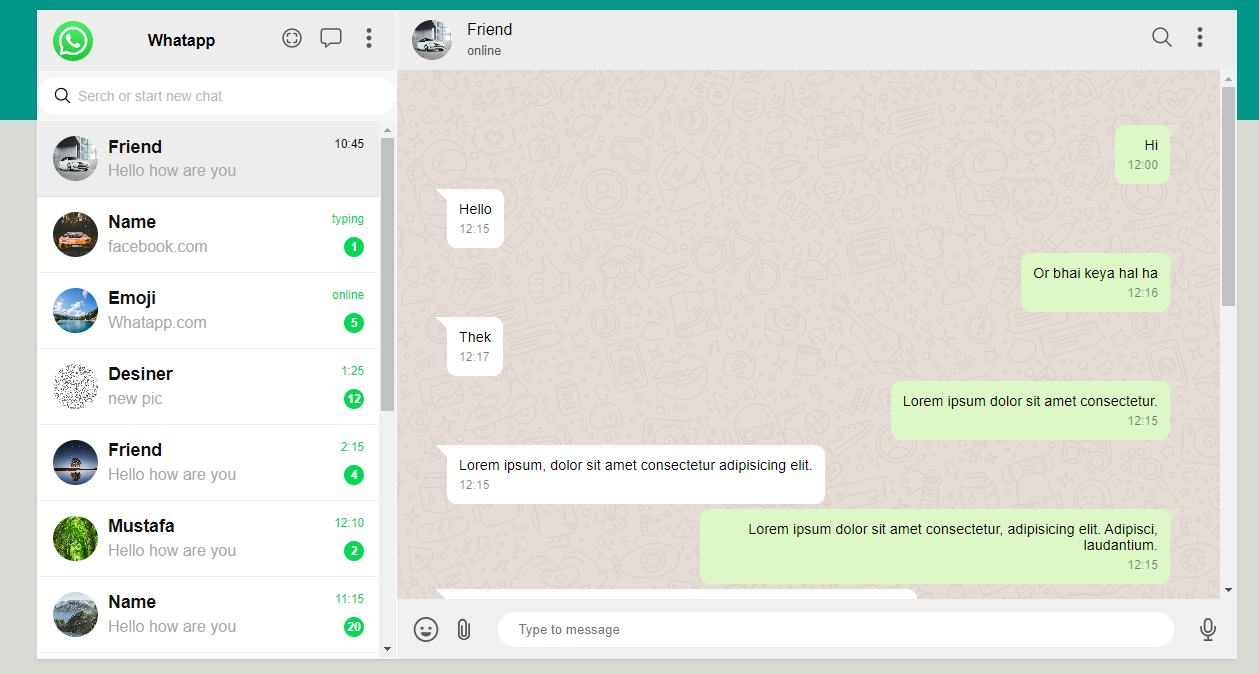 Whatapp
Serch or start new chat
Friend
10:45
Hello how are you
Name
typing
facebook.com
1
Emoji
online
Whatapp.com
5
Desiner
1:25
new pic
12
Friend
2:15
Hello how are you
4
Mustafa
12:10
Hello how are you
2
Name
11:15
Hello how are you
20
Friend
online
Hi
12:00
Hello
12:15
Or bhai keya hal ha
12:16
Thek
12:17
Lorem ipsum dolor sit amet consectetur.
12:15
Lorem ipsum, dolor sit amet consectetur adipisicing elit.
12:15
Lorem ipsum dolor sit amet consectetur, adipisicing elit. Adipisci,
laudantium.
12:15
Type to message